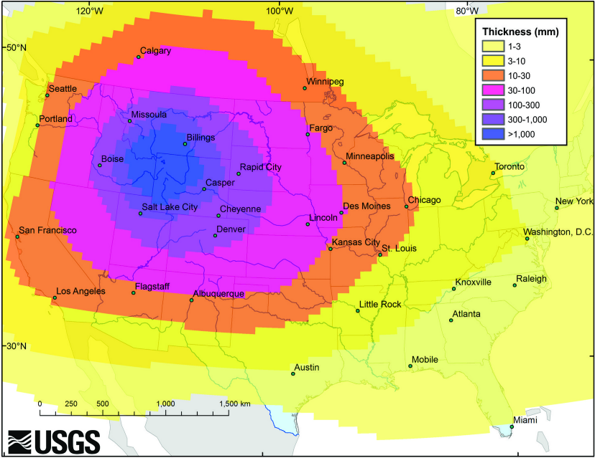 120°W
100°W
80°W
50°N
30°N
Thickness (mm)
1-3
3-10
10-30
30-100
100-300
300-1,000
>1,000
Calgary
Winnipeg
Seattle
Portland
Missoula
Fargo
Billings
Minneapolis
Boise
Rapid City
Toronto
Casper
Salt Lake City
Cheyenne
Des Moines
Chicago
New York
Lincoln
Denver
San Francisco
Kansas City
St. Louis
Washington, D.C.
Los Angeles
Flagstaff
Albuquerque
Knoxville
Raleigh
Little Rock
Atlanta
Austin
Mobile
Miami
0 250 500 1,000 1,500 km
USGS